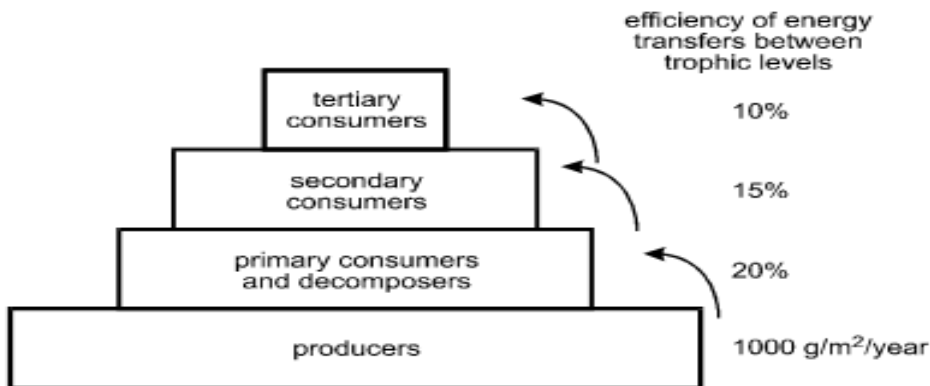 efficiency of energy
transfers between
trophic levels
tertiary
consumers
10%
secondary
consumers
15%
primary consumers
and decomposers
20%
producers
1000 g/m²/year